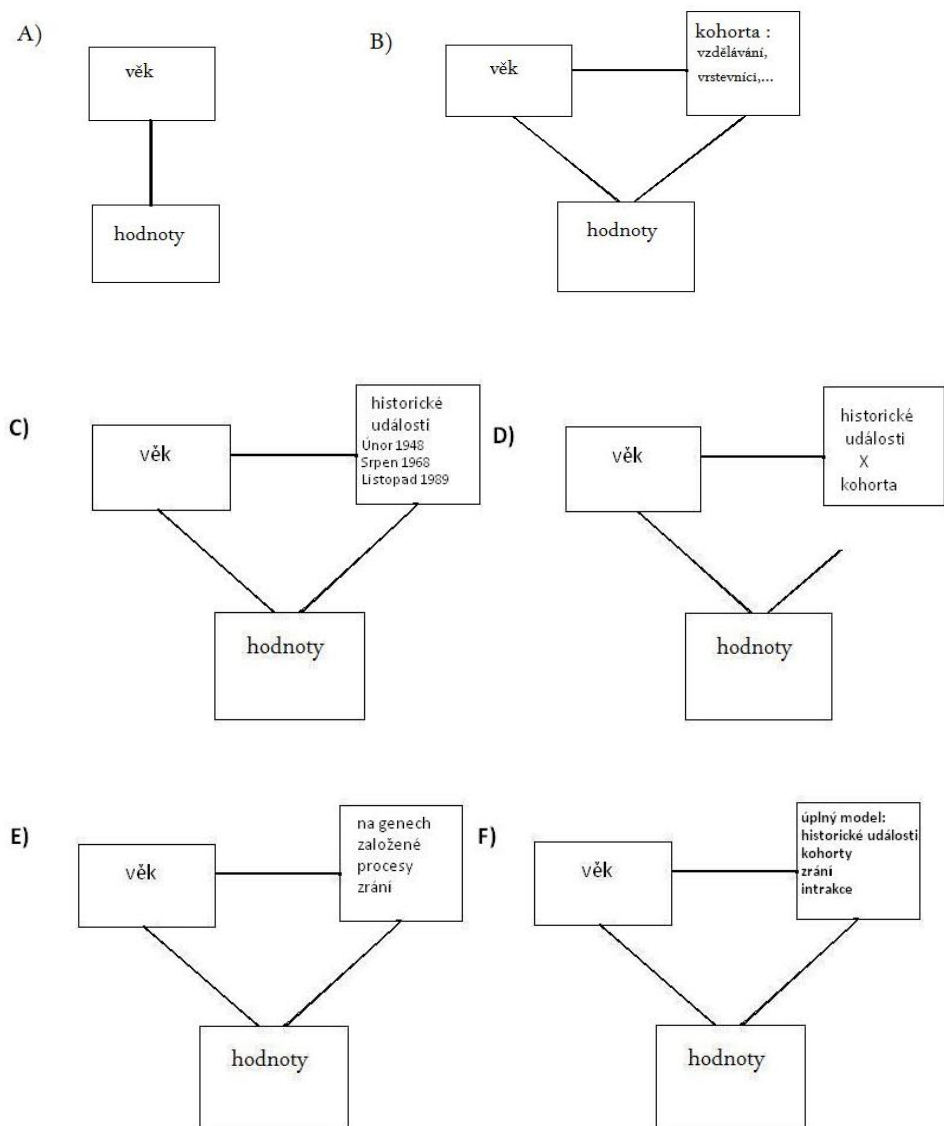 A)
věk
hodnoty
B)
věk
kohorta :
vzdělávání,
vrstevníci,...
hodnoty
C)
věk
historické
události
Únor 1948
Srpen 1968
Listopad 1989
hodnoty
D)
věk
historické
události
X
kohorta
hodnoty
E)
věk
na genech
založené
procesy
zrání
hodnoty
F)
věk
úplný model:
historické události
kohorty
zrání
intrakce
hodnoty